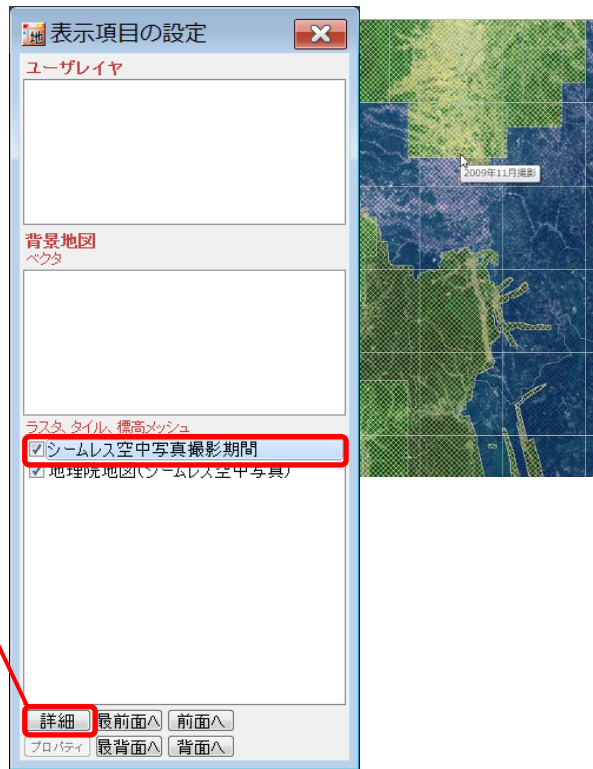 地 表示項目の設定
ユーザレイヤ
背景地図
ベクタ
ラスタ、タイル、標高メッシュ
シームレス空中写真撮影期間
地理院地図(シームレス空中写真)
詳細 最前面へ 前面へ
プロパティ 最背面へ 背面へ
2009年11月撮影